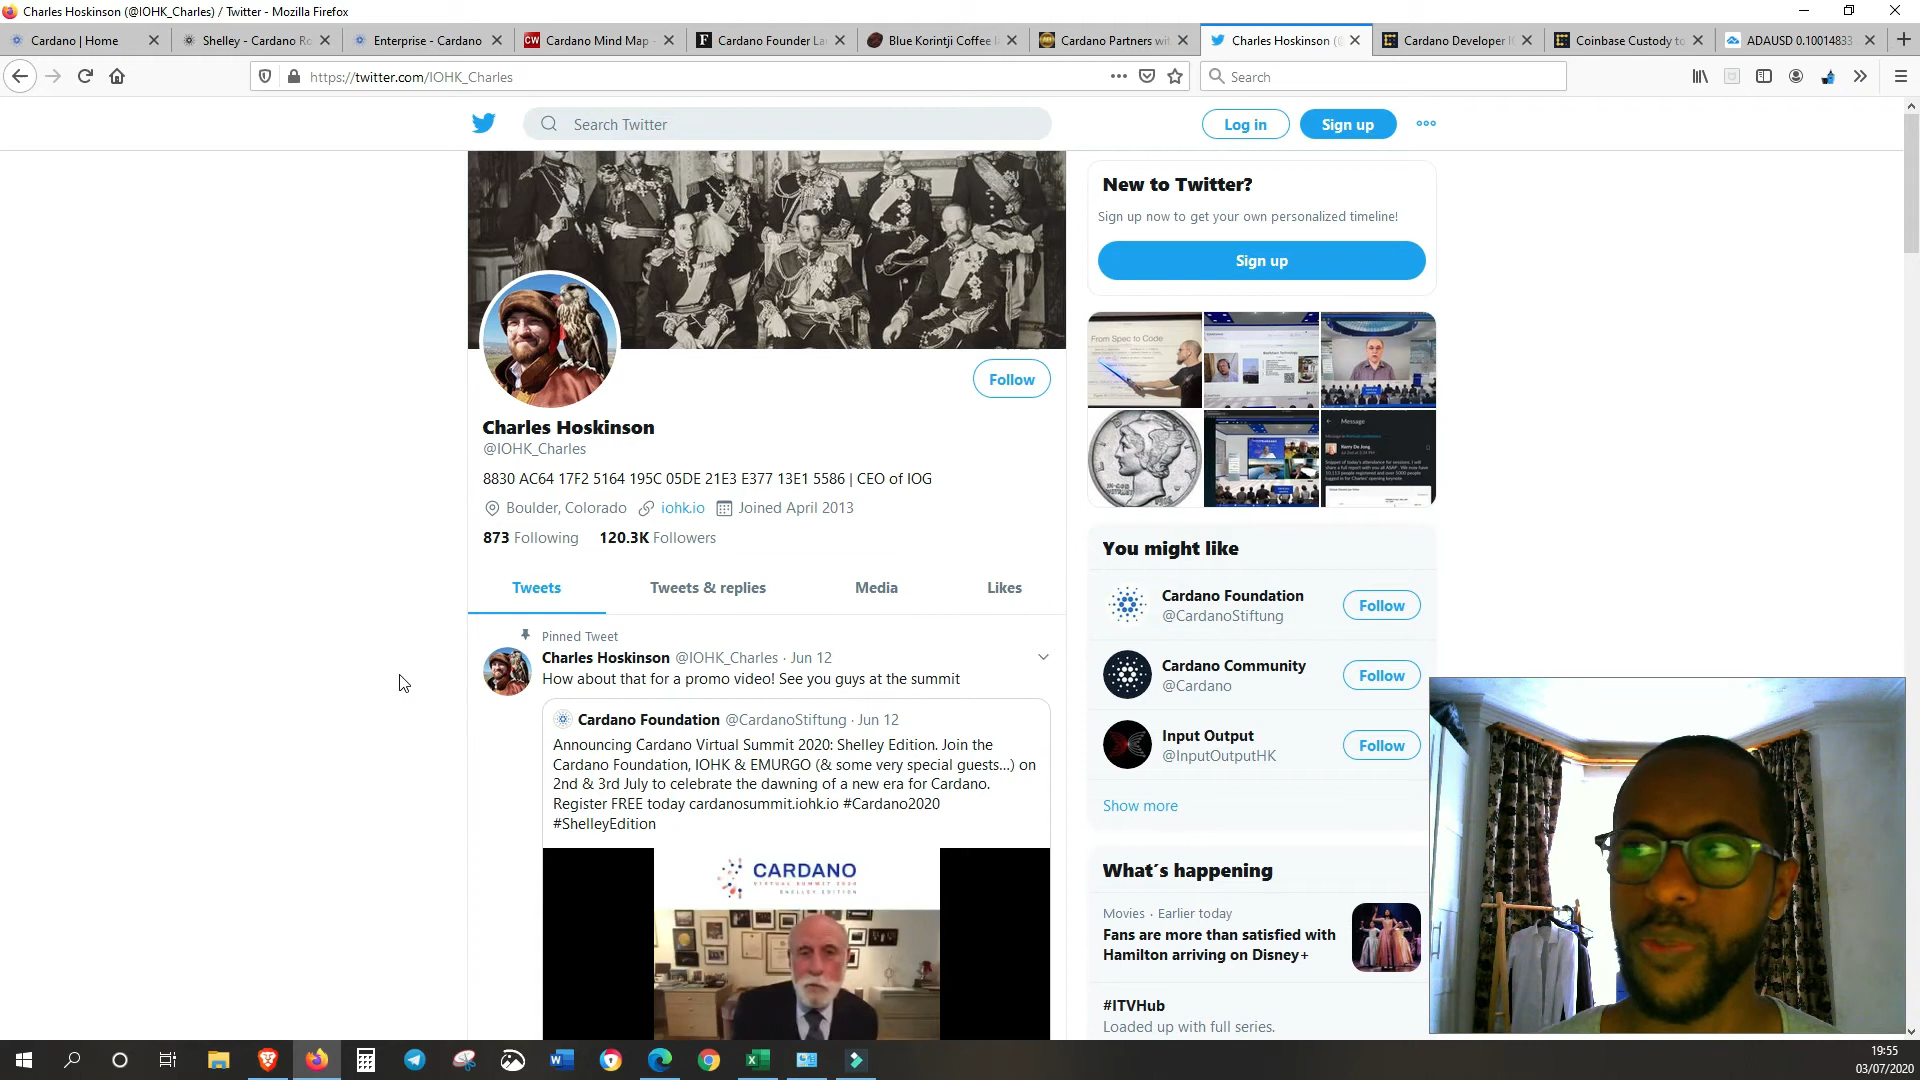 Charles Hoskinson (@IOHK_Charles) / Twitter - Mozilla Firefox
Cardano | Home
Shelley - Cardano Ro
Enterprise - Cardano
CW Cardano Mind Map -
F Cardano Founder La
Blue Korintji Coffee
Cardano Partners wi
Charles Hoskinson (@
Cardano Developer
Coinbase Custody to
ADAUSD 0.10014833
https://twitter.com/IOHK_Charles
Search
Search Twitter
Log in
Sign up
New to Twitter?
Sign up now to get your own personalized timeline!
Sign up
Follow
Charles Hoskinson
@IOHK_Charles
8830 AC64 17F2 5164 195C 05DE 21E3 E377 13E1 5586 | CEO of IOG
Boulder, Colorado iohk.io Joined April 2013
873 Following 120.3K Followers
Tweets Tweets & replies Media Likes
Pinned Tweet
Charles Hoskinson @IOHK_Charles · Jun 12
How about that for a promo video! See you guys at the summit
Cardano Foundation @CardanoStiftung · Jun 12
Announcing Cardano Virtual Summit 2020: Shelley Edition. Join the
Cardano Foundation, IOHK & EMURGO (& some very special guests...) on
2nd & 3rd July to celebrate the dawning of a new era for Cardano.
Register FREE today cardanosummit.iohk.io #Cardano2020
#ShelleyEdition
CARDANO
VIRTUAL SUMMIT 2020
SHELLEY EDITION
From Spec to Code
Message
You might like
Cardano Foundation
@CardanoStiftung
Follow
Cardano Community
@Cardano
Follow
Input Output
@InputOutputHK
Follow
Show more
What´s happening
Movies · Earlier today
Fans are more than satisfied with
Hamilton arriving on Disney+
#ITVHub
Loaded up with full series.
19:55
03/07/2020